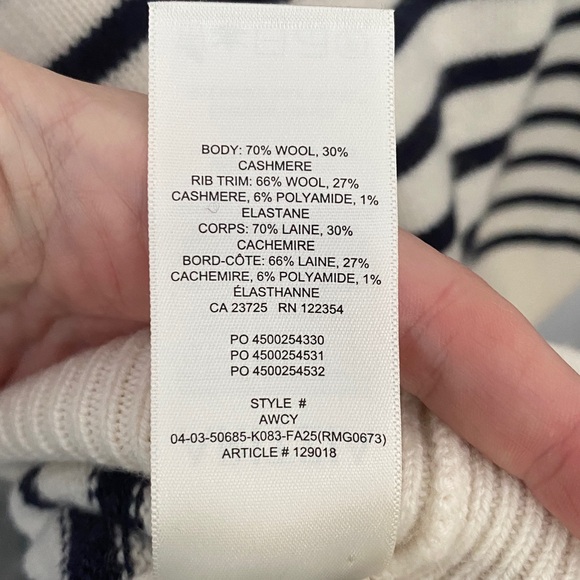 BODY: 70% WOOL, 30%
CASHMERE
RIB TRIM: 66% WOOL, 27%
CASHMERE, 6% POLYAMIDE, 1%
ELASTANE
CORPS: 70% LAINE, 30%
CACHEMIRE
BORD-CÔTE: 66% LAINE, 27%
CACHEMIRE, 6% POLYAMIDE, 1%
ÉLASTHANNE
CA 23725 RN 122354
PO 4500254330
PO 4500254531
PO 4500254532
STYLE #
AWCY
04-03-50685-K083-FA25(RMG0673)
ARTICLE # 129018